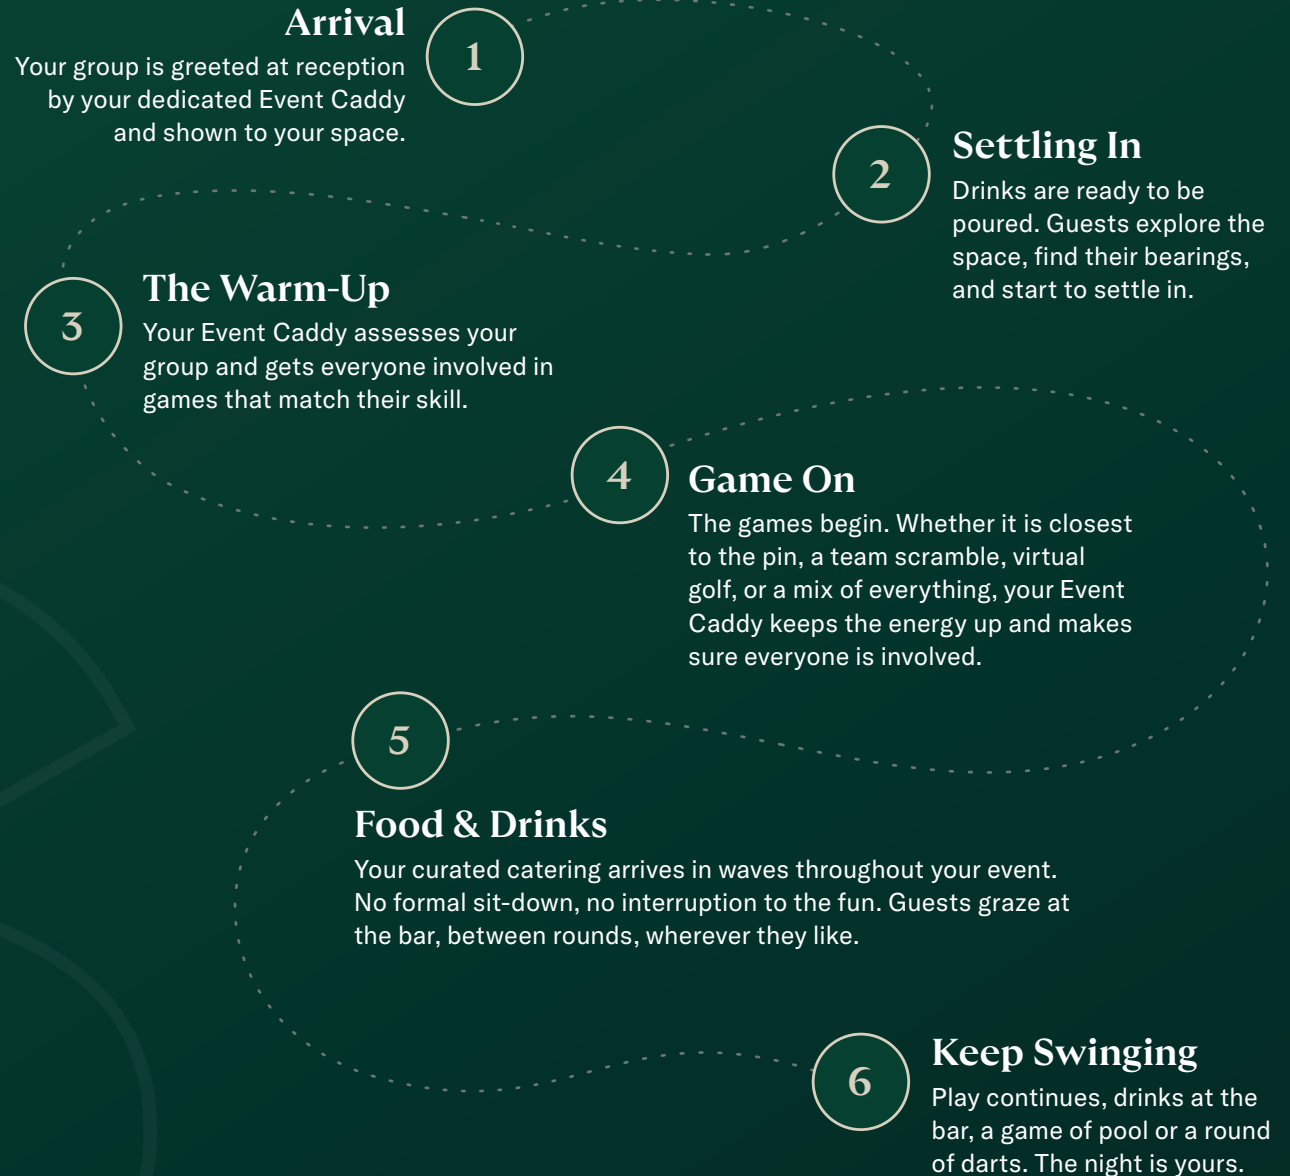 Arrival
1
Your group is greeted at reception
by your dedicated Event Caddy
and shown to your space.
2
Settling In
Drinks are ready to be
poured. Guests explore the
space, find their bearings,
and start to settle in.
3
The Warm-Up
Your Event Caddy assesses your
group and gets everyone involved in
games that match their skill.
4
Game On
The games begin. Whether it is closest
to the pin, a team scramble, virtual
golf, or a mix of everything, your Event
Caddy keeps the energy up and makes
sure everyone is involved.
5
Food & Drinks
Your curated catering arrives in waves throughout your event.
No formal sit-down, no interruption to the fun. Guests graze at
the bar, between rounds, wherever they like.
6
Keep Swinging
Play continues, drinks at the
bar, a game of pool or a round
of darts. The night is yours.